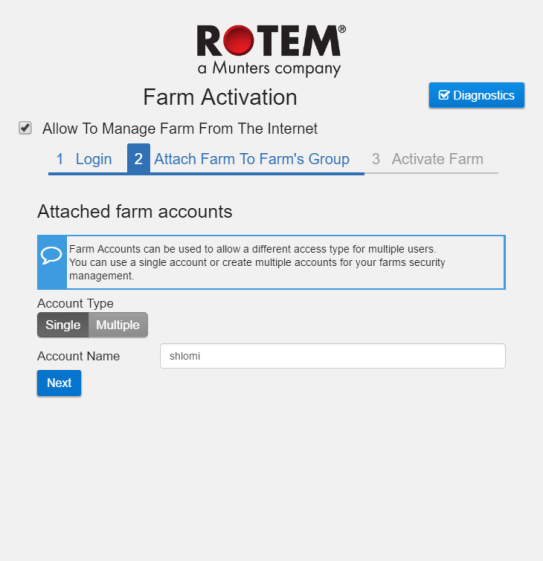 ROTEM®
a Munters company
Farm Activation
Diagnostics
Allow To Manage Farm From The Internet
1 Login 2 Attach Farm To Farm's Group 3 Activate Farm
Attached farm accounts
Farm Accounts can be used to allow a different access type for multiple users.
You can use a single account or create multiple accounts for your farms security
management.
Account Type
Single Multiple
Account Name shlomi
Next